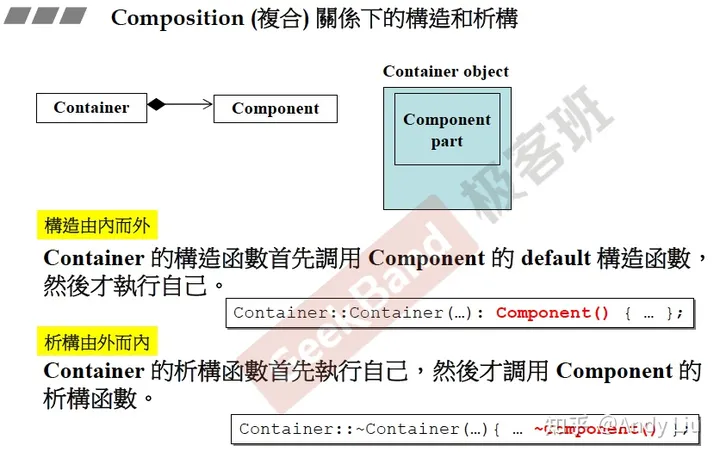 Composition (複合) 關係下的構造和析構
Container
Component
Container object
Component
part
構造由內而外
Container 的構造函數首先調用 Component 的 default 構造函數，
然後才執行自己。
Container::Container(…): Component() { … };
析構由外而內
Container 的析構函數首先執行自己，然後才調用 Component 的
析構函數。
Container::~Container(…){ … ~Component() };
SeekBand 极客班
知乎 @Andy Liu